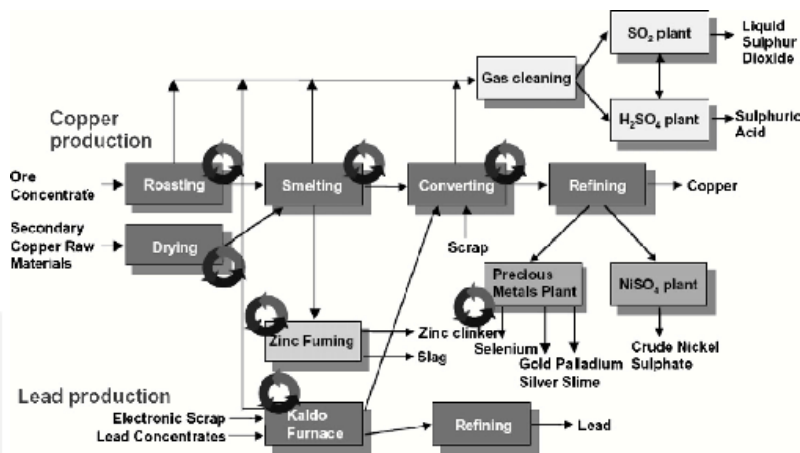 SO2 plant
Liquid
Sulphur
Dioxide
Gas cleaning
H2SO4 plant
Sulphuric
Acid
Copper
production
Ore
Concentrate
Roasting
Smelting
Converting
Refining
Copper
Secondary
Copper Raw
Materials
Drying
Scrap
Precious
Metals Plant
NiSO4 plant
Zinc Fuming
Zinc clinker
Slag
Selenium
Gold Palladium
Silver Slime
Crude Nickel
Sulphate
Lead production
Electronic Scrap
Lead Concentrates
Kaldo
Furnace
Refining
Lead